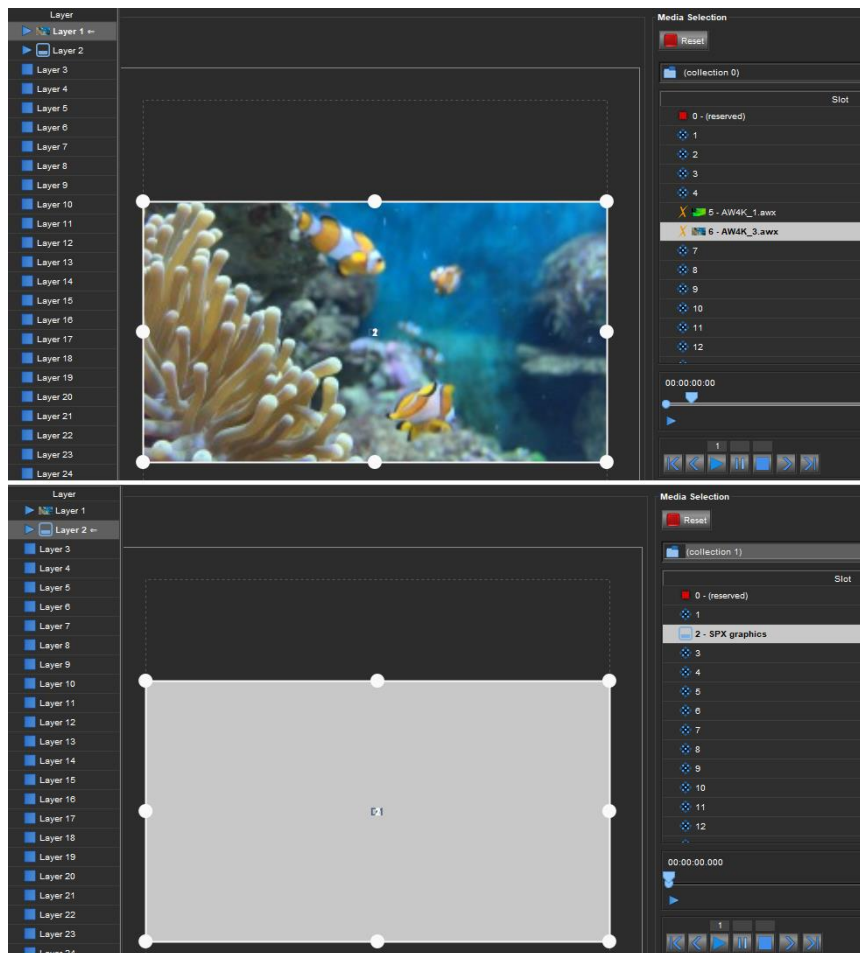 Layer
Layer 1 ←
Layer 2
Layer 3
Layer 4
Layer 5
Layer 6
Layer 7
Layer 8
Layer 9
Layer 10
Layer 11
Layer 12
Layer 13
Layer 14
Layer 15
Layer 16
Layer 17
Layer 18
Layer 19
Layer 20
Layer 21
Layer 22
Layer 23
Layer 24
Media Selection
Reset
(collection 0)
Slot
0 - (reserved)
1
2
3
4
5 - AW4K_1.awx
6 - AW4K_3.awx
7
8
9
10
11
12
00:00:00:00
1
Layer
Layer 1
Layer 2 ←
Layer 3
Layer 4
Layer 5
Layer 6
Layer 7
Layer 8
Layer 9
Layer 10
Layer 11
Layer 12
Layer 13
Layer 14
Layer 15
Layer 16
Layer 17
Layer 18
Layer 19
Layer 20
Layer 21
Layer 22
Layer 23
Layer 24
Media Selection
Reset
(collection 1)
Slot
0 - (reserved)
1
2 - SPX graphics
3
4
5
6
7
8
9
10
11
12
00:00:00.000
1